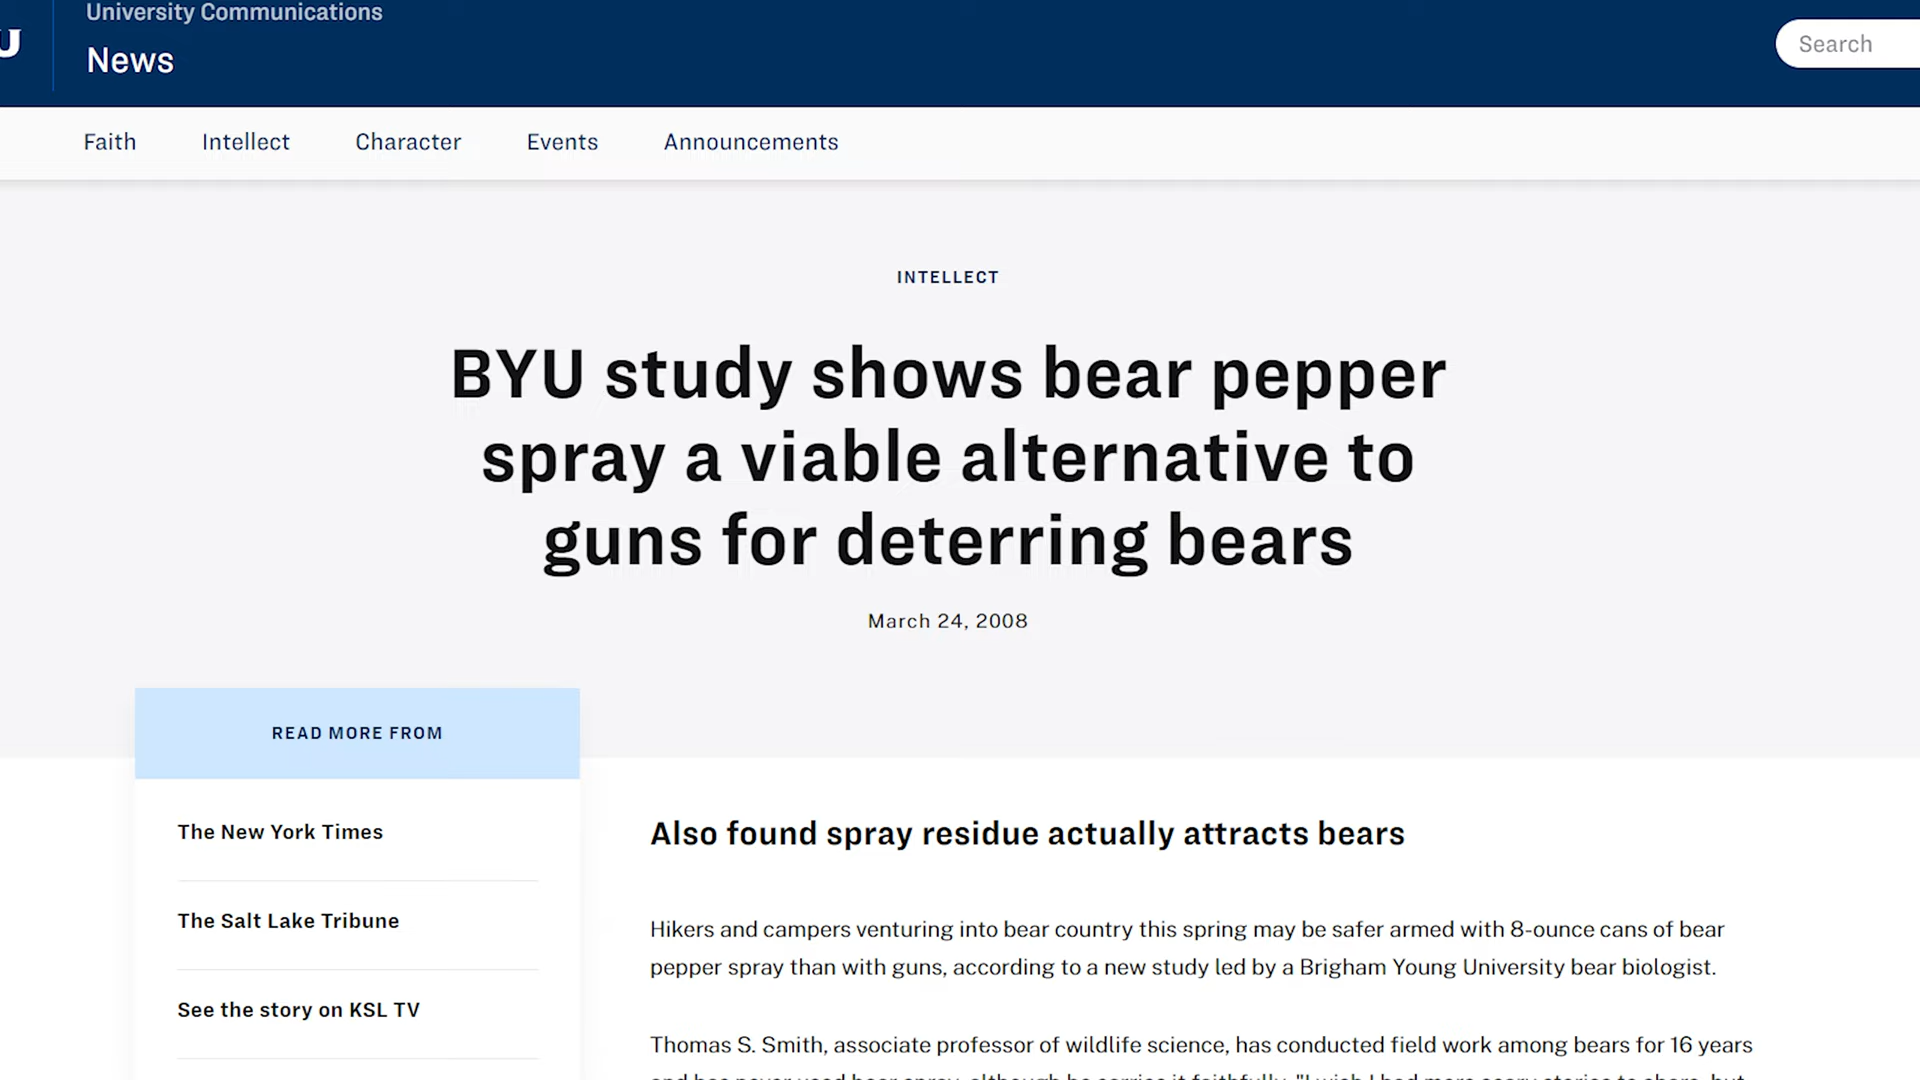 University Communications
News
Search
Faith
Intellect
Character
Events
Announcements
INTELLECT
BYU study shows bear pepper
spray a viable alternative to
guns for deterring bears
March 24, 2008
READ MORE FROM
The New York Times
The Salt Lake Tribune
See the story on KSL TV
Also found spray residue actually attracts bears
Hikers and campers venturing into bear country this spring may be safer armed with 8-ounce cans of bear
pepper spray than with guns, according to a new study led by a Brigham Young University bear biologist.
Thomas S. Smith, associate professor of wildlife science, has conducted field work among bears for 16 years